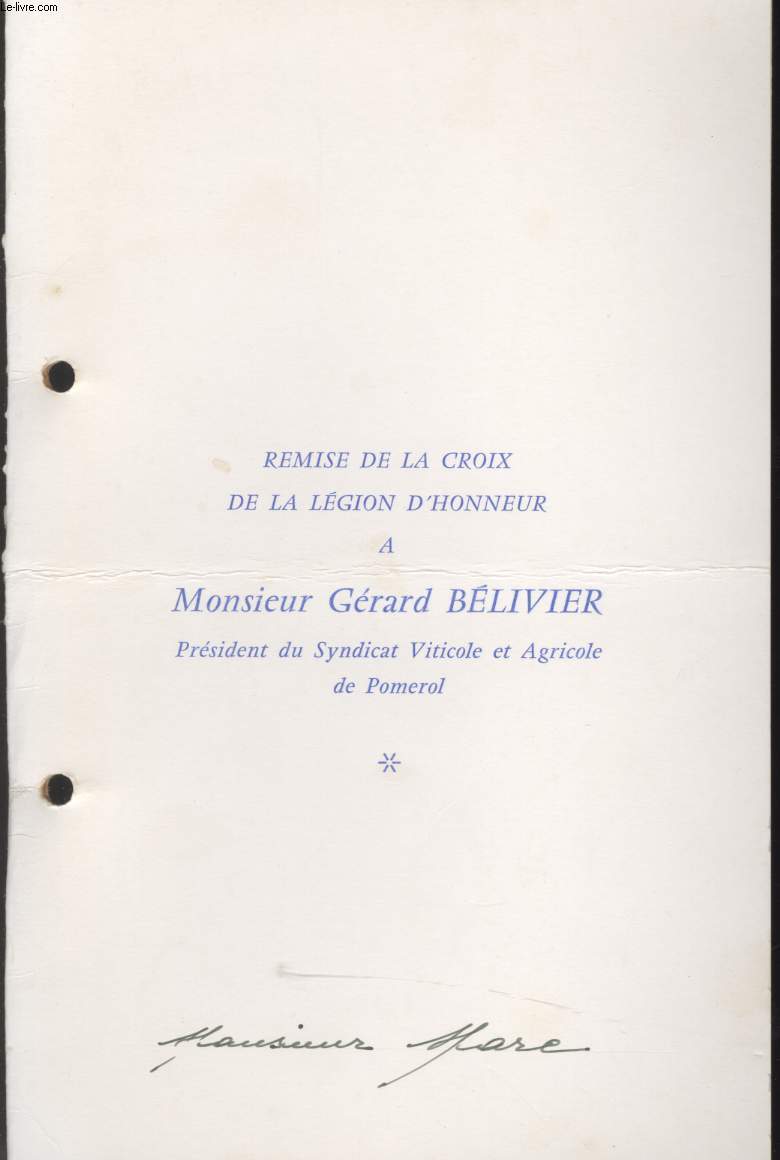 Le-livre.com
REMISE DE LA CROIX
DE LA LÉGION D'HONNEUR
A
Monsieur Gérard BÉLIVIER
Président du Syndicat Viticole et Agricole
de Pomerol
Monsieur Marc